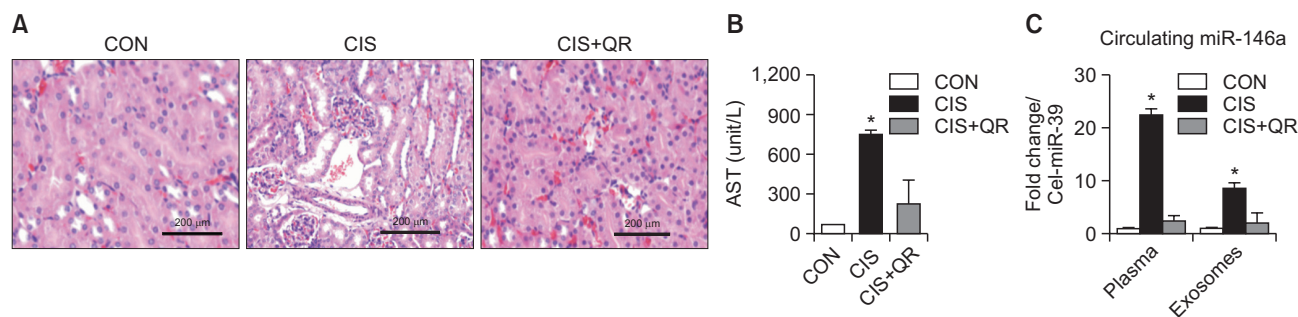 A
CON
CIS
CIS+QR
200 µm
200 µm
200 µm
B
AST (unit/L)
1,200
900
600
300
0
*
CON
CIS
CIS+QR
CON
CIS
CIS+QR
C
Circulating miR-146a
Fold change/
Cel-miR-39
30
20
10
0
*
*
CON
CIS
CIS+QR
Plasma
Exosomes